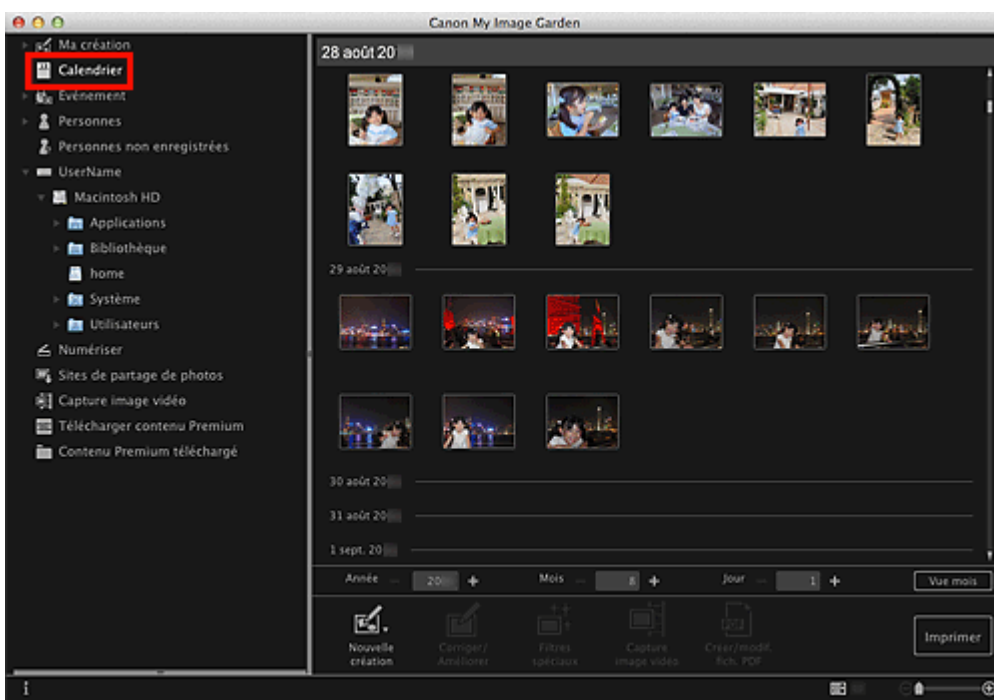 Canon My Image Garden
Ma création
Calendrier
Evénement
Personnes
Personnes non enregistrées
UserName
Macintosh HD
Applications
Bibliothèque
home
Système
Utilisateurs
Numériser
Sites de partage de photos
Capture image vidéo
Télécharger contenu Premium
Contenu Premium téléchargé
28 août 20
29 août 20
30 août 20
31 août 20
1 sept. 20
Année − 20 + Mois − 8 + Jour − 1 + Vue mois
Nouvelle création
Corriger/ Améliorer
Filtres spéciaux
Capture image vidéo
Créer/modif. fich. PDF
Imprimer